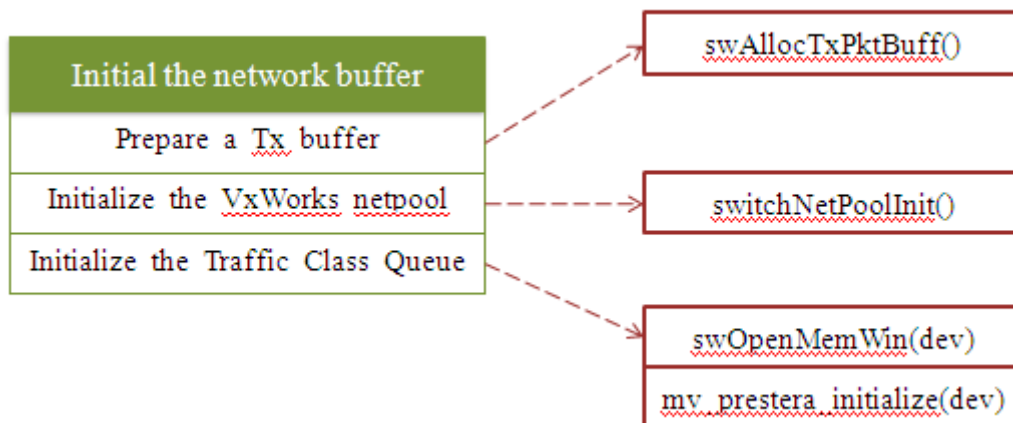 Initial the network buffer
Prepare a Tx buffer
Initialize the VxWorks netpool
Initialize the Traffic Class Queue
swAllocTxPktBuff()
switchNetPoolInit()
swOpenMemWin(dev)
mv_prestera_initialize(dev)